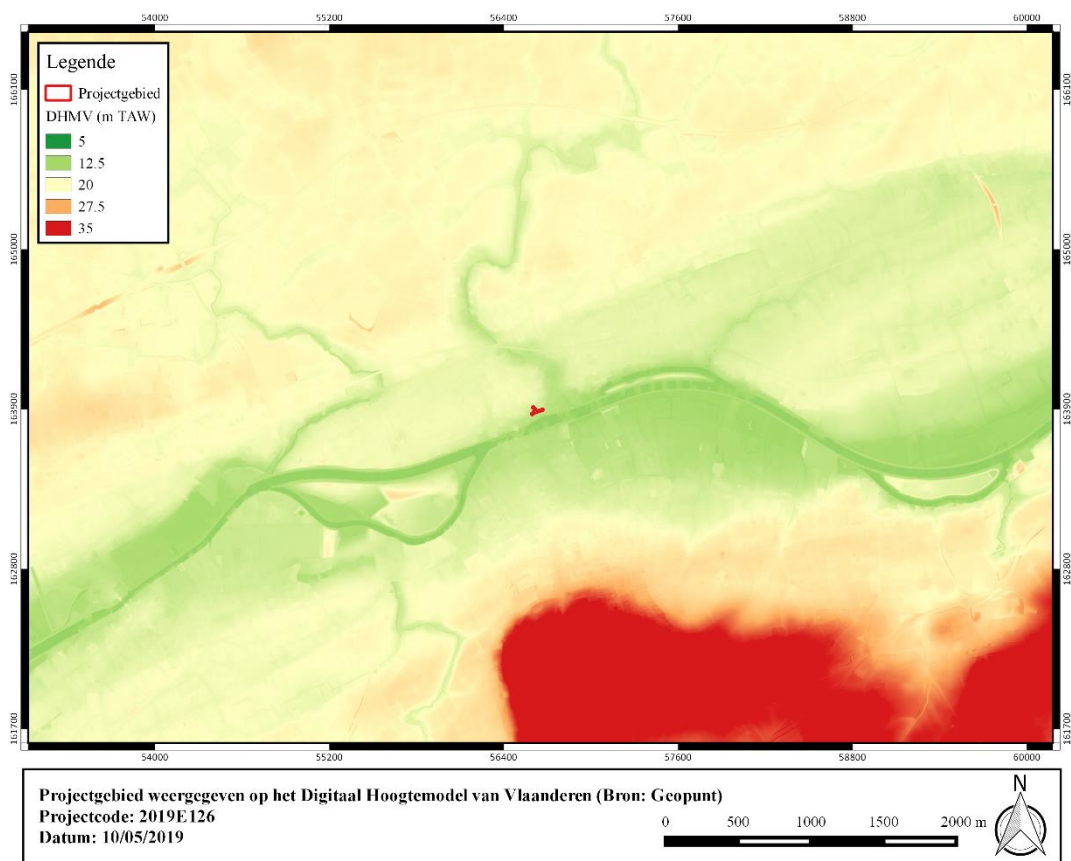 54000 55200 56400 57600 58800 60000
Legende
Projectgebied
DHMV (m TAW)
5
12.5
20
27.5
35
166100
165000
163900
162800
161700
166100
165000
163900
162800
161700
54000 55200 56400 57600 58800 60000
Projectgebied weergegeven op het Digitaal Hoogtemodel van Vlaanderen (Bron: Geopunt)
Projectcode: 2019E126
Datum: 10/05/2019
0 500 1000 1500 2000 m
N